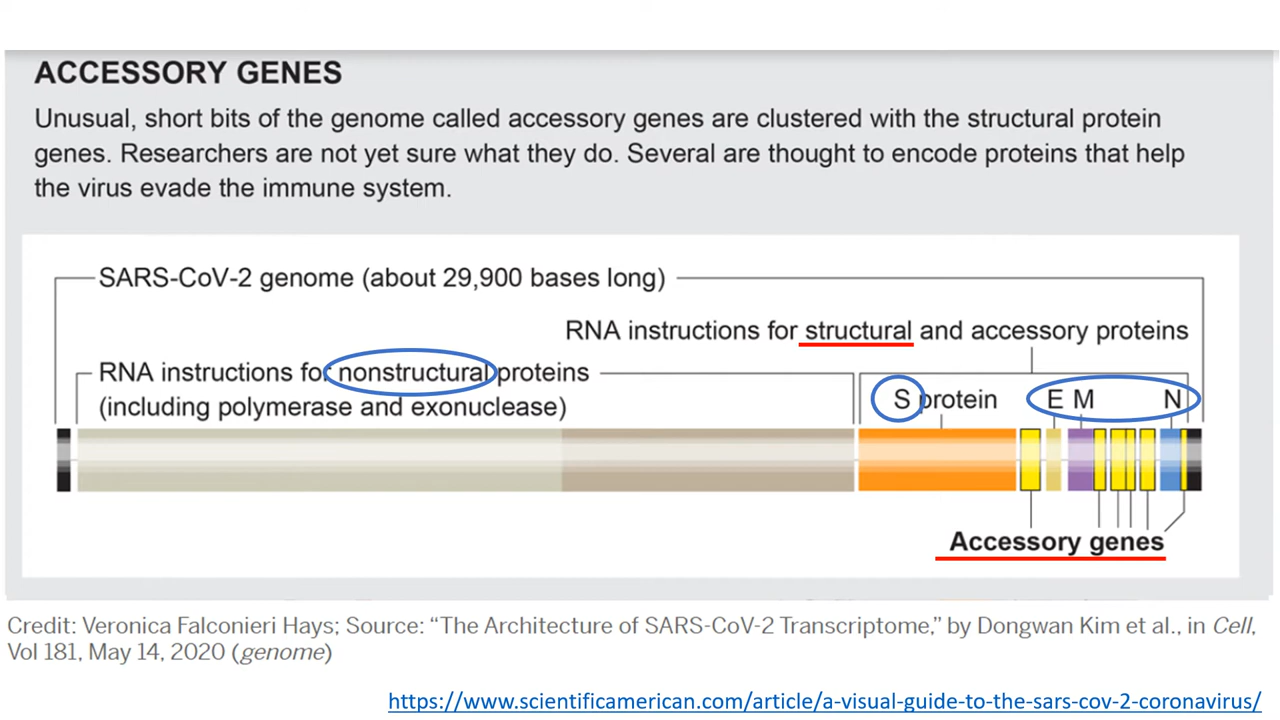 ACCESSORY GENES
Unusual, short bits of the genome called accessory genes are clustered with the structural protein
genes. Researchers are not yet sure what they do. Several are thought to encode proteins that help
the virus evade the immune system.
SARS-CoV-2 genome (about 29,900 bases long)
RNA instructions for structural and accessory proteins
RNA instructions for nonstructural proteins
(including polymerase and exonuclease)
S protein E M N
Accessory genes
Credit: Veronica Falconieri Hays; Source: “The Architecture of SARS-CoV-2 Transcriptome,” by Dongwan Kim et al., in Cell,
Vol 181, May 14, 2020 (genome)
https://www.scientificamerican.com/article/a-visual-guide-to-the-sars-cov-2-coronavirus/